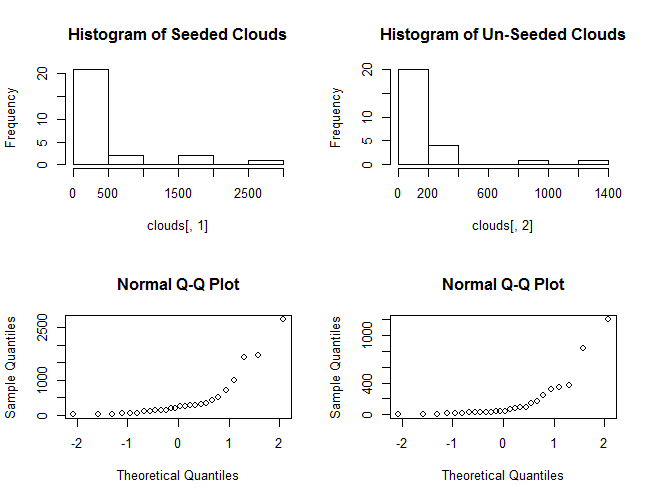 Histogram of Seeded Clouds
Frequency
0 5 10 20
0 500 1500 2500
clouds[, 1]
Histogram of Un-Seeded Clouds
Frequency
0 5 10 20
0 200 600 1000 1400
clouds[, 2]
Normal Q-Q Plot
Sample Quantiles
0 1000 2500
-2 -1 0 1 2
Theoretical Quantiles
Normal Q-Q Plot
Sample Quantiles
0 400 1000
-2 -1 0 1 2
Theoretical Quantiles